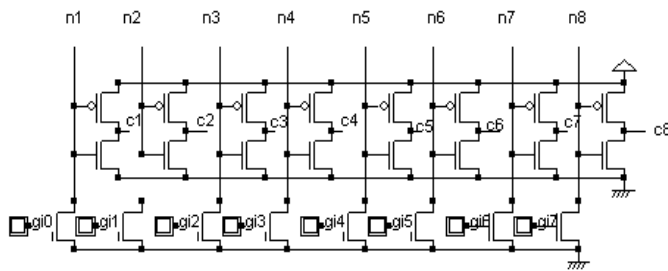 n1 n2 n3 n4 n5 n6 n7 n8
c1 c2 c3 c4 c5 c6 c7 c8
gi0 gi1 gi2 gi3 gi4 gi5 gi6 gi7